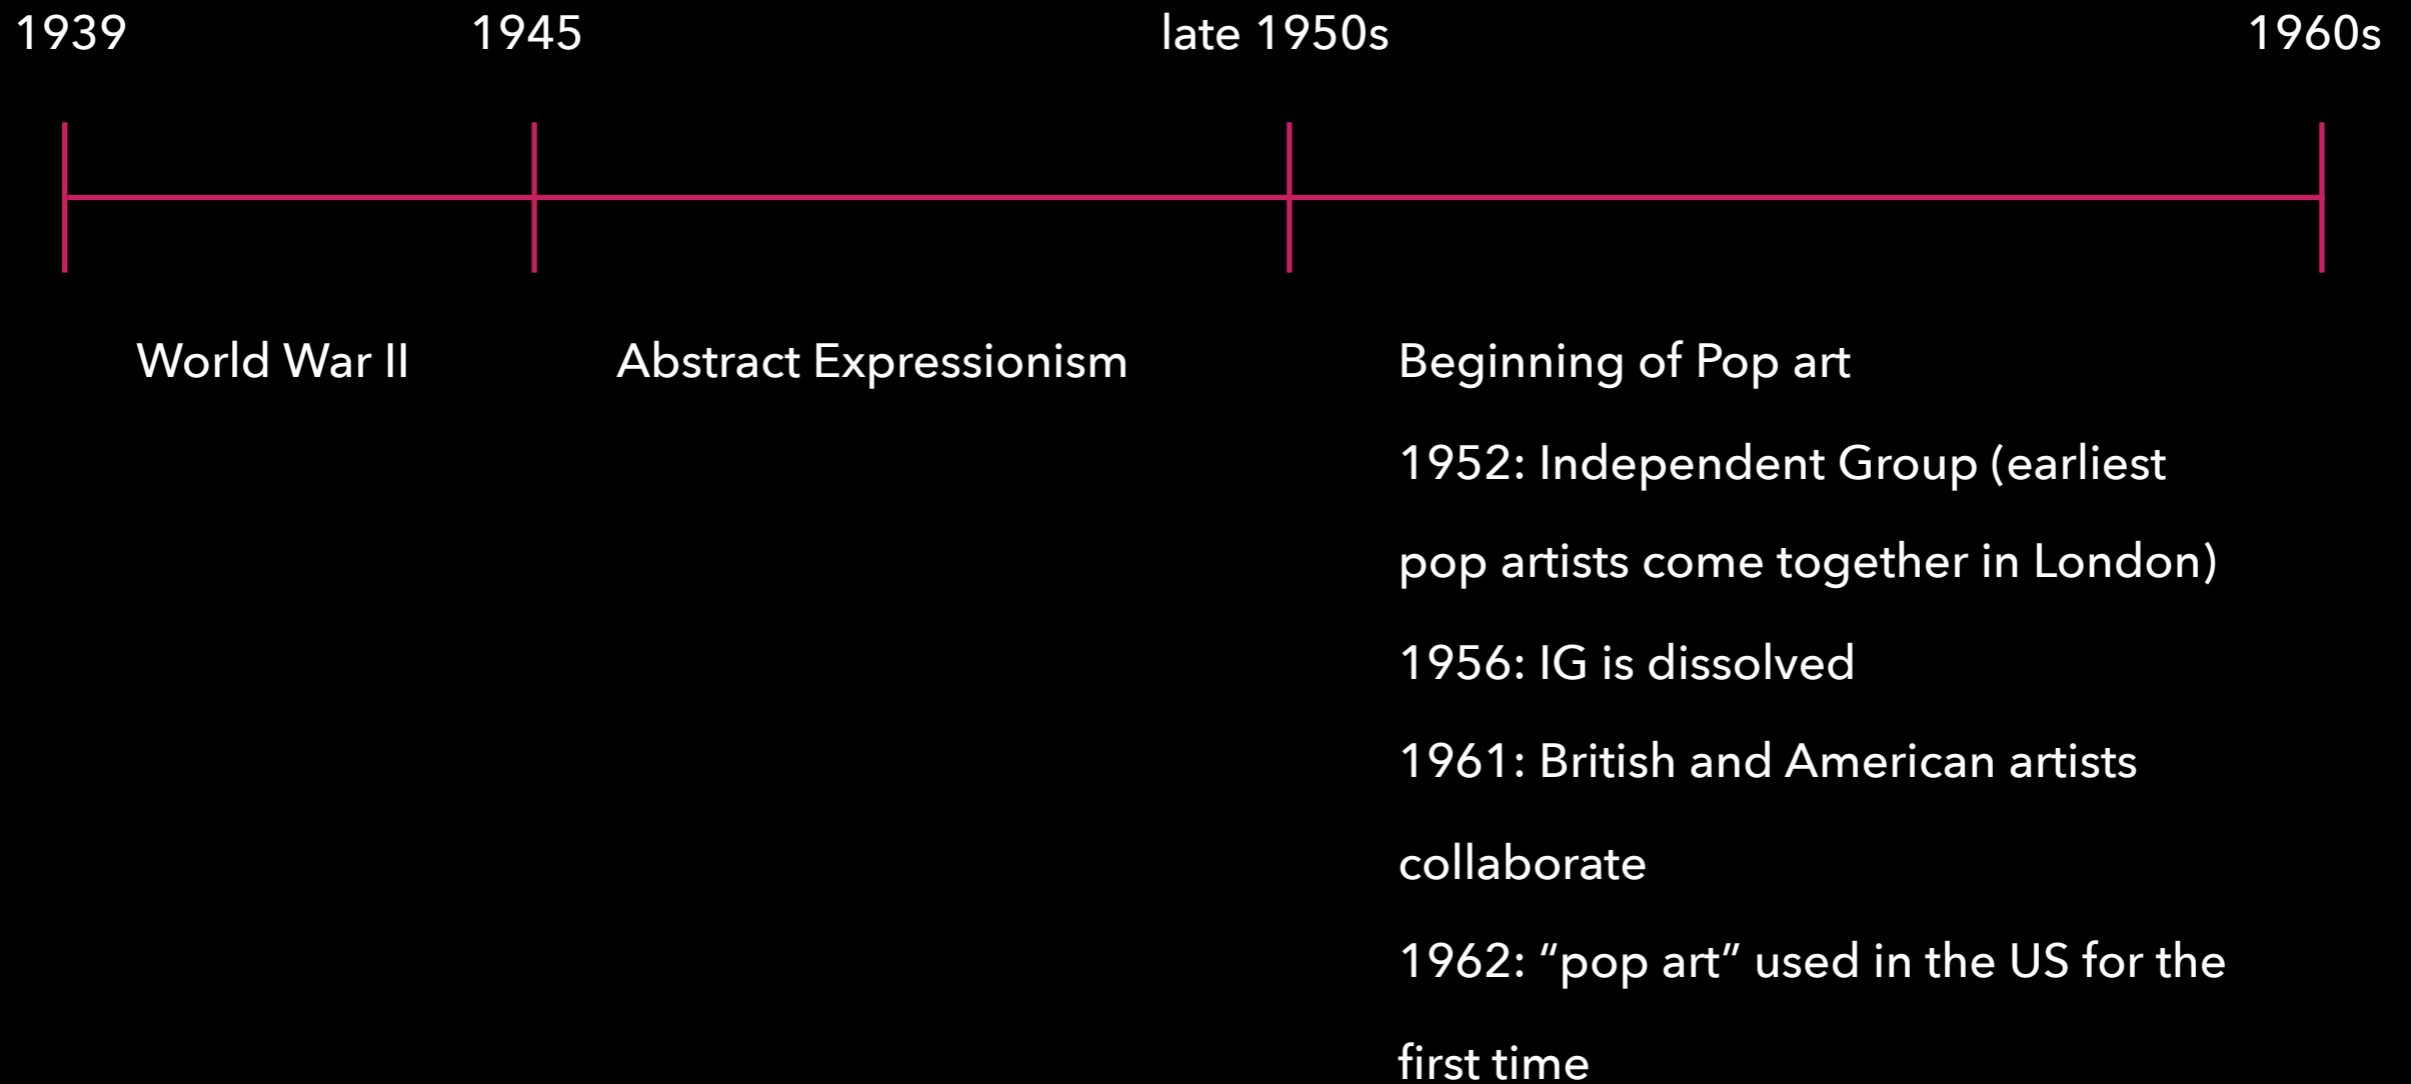 1939
1945
late 1950s
1960s
World War II
Abstract Expressionism
Beginning of Pop art
1952: Independent Group (earliest
pop artists come together in London)
1956: IG is dissolved
1961: British and American artists
collaborate
1962: “pop art” used in the US for the
first time